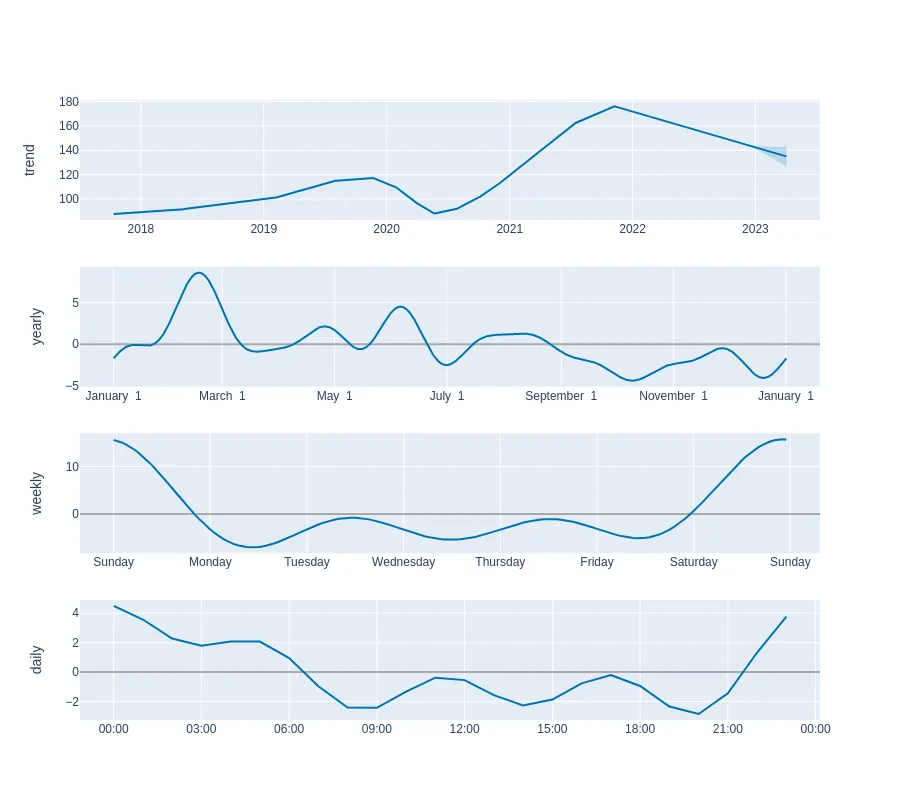 trend
180
160
140
120
100
2018 2019 2020 2021 2022 2023
yearly
5
0
−5
January 1 March 1 May 1 July 1 September 1 November 1 January 1
weekly
10
0
Sunday Monday Tuesday Wednesday Thursday Friday Saturday Sunday
daily
4
2
0
−2
00:00 03:00 06:00 09:00 12:00 15:00 18:00 21:00 00:00